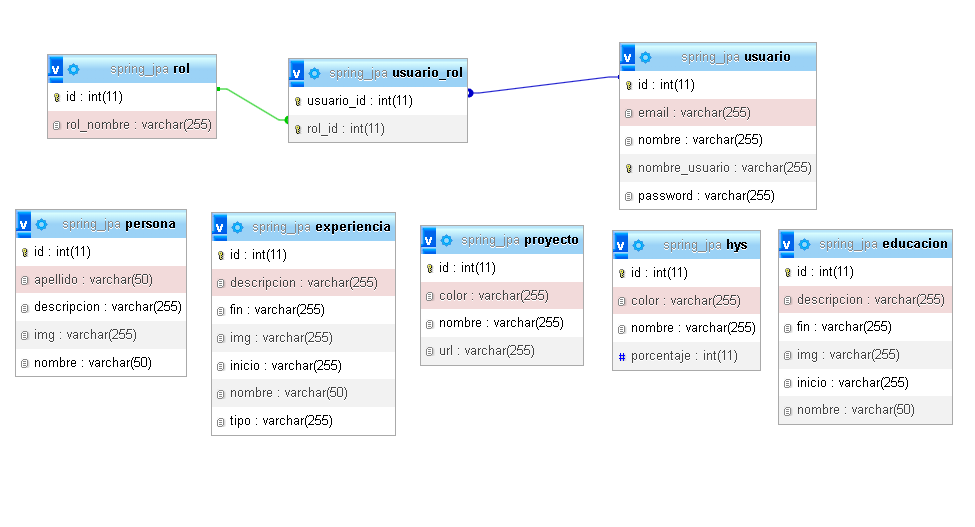 v spring_jpa rol
id : int(11)
rol_nombre : varchar(255)
v spring_jpa usuario_rol
usuario_id : int(11)
rol_id : int(11)
v spring_jpa usuario
id : int(11)
email : varchar(255)
nombre : varchar(255)
nombre_usuario : varchar(255)
password : varchar(255)
v spring_jpa persona
id : int(11)
apellido : varchar(50)
descripcion : varchar(255)
img : varchar(255)
nombre : varchar(50)
v spring_jpa experiencia
id : int(11)
descripcion : varchar(255)
fin : varchar(255)
img : varchar(255)
inicio : varchar(255)
nombre : varchar(50)
tipo : varchar(255)
v spring_jpa proyecto
id : int(11)
color : varchar(255)
nombre : varchar(255)
url : varchar(255)
v spring_jpa hys
id : int(11)
color : varchar(255)
nombre : varchar(255)
# porcentaje : int(11)
v spring_jpa educacion
id : int(11)
descripcion : varchar(255)
fin : varchar(255)
img : varchar(255)
inicio : varchar(255)
nombre : varchar(50)